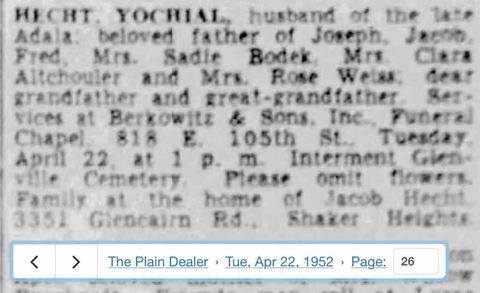 HECHT, YOCHIAL, husband of the late
Adala; beloved father of Joseph, Jacob,
Fred, Mrs. Sadie Bodek, Mrs. Clara
Altchouler and Mrs. Rose Weiss; dear
grandfather and great-grandfather. Ser-
vices at Berkowitz & Sons, Inc., Funeral
Chapel, 818 E. 105th St., Tuesday,
April 22, at 1 p. m. Interment Glen-
ville Cemetery. Please omit flowers.
Family at the home of Jacob Hecht,
3351 Glencairn Rd., Shaker Heights.
The Plain Dealer › Tue, Apr 22, 1952 › Page: 26